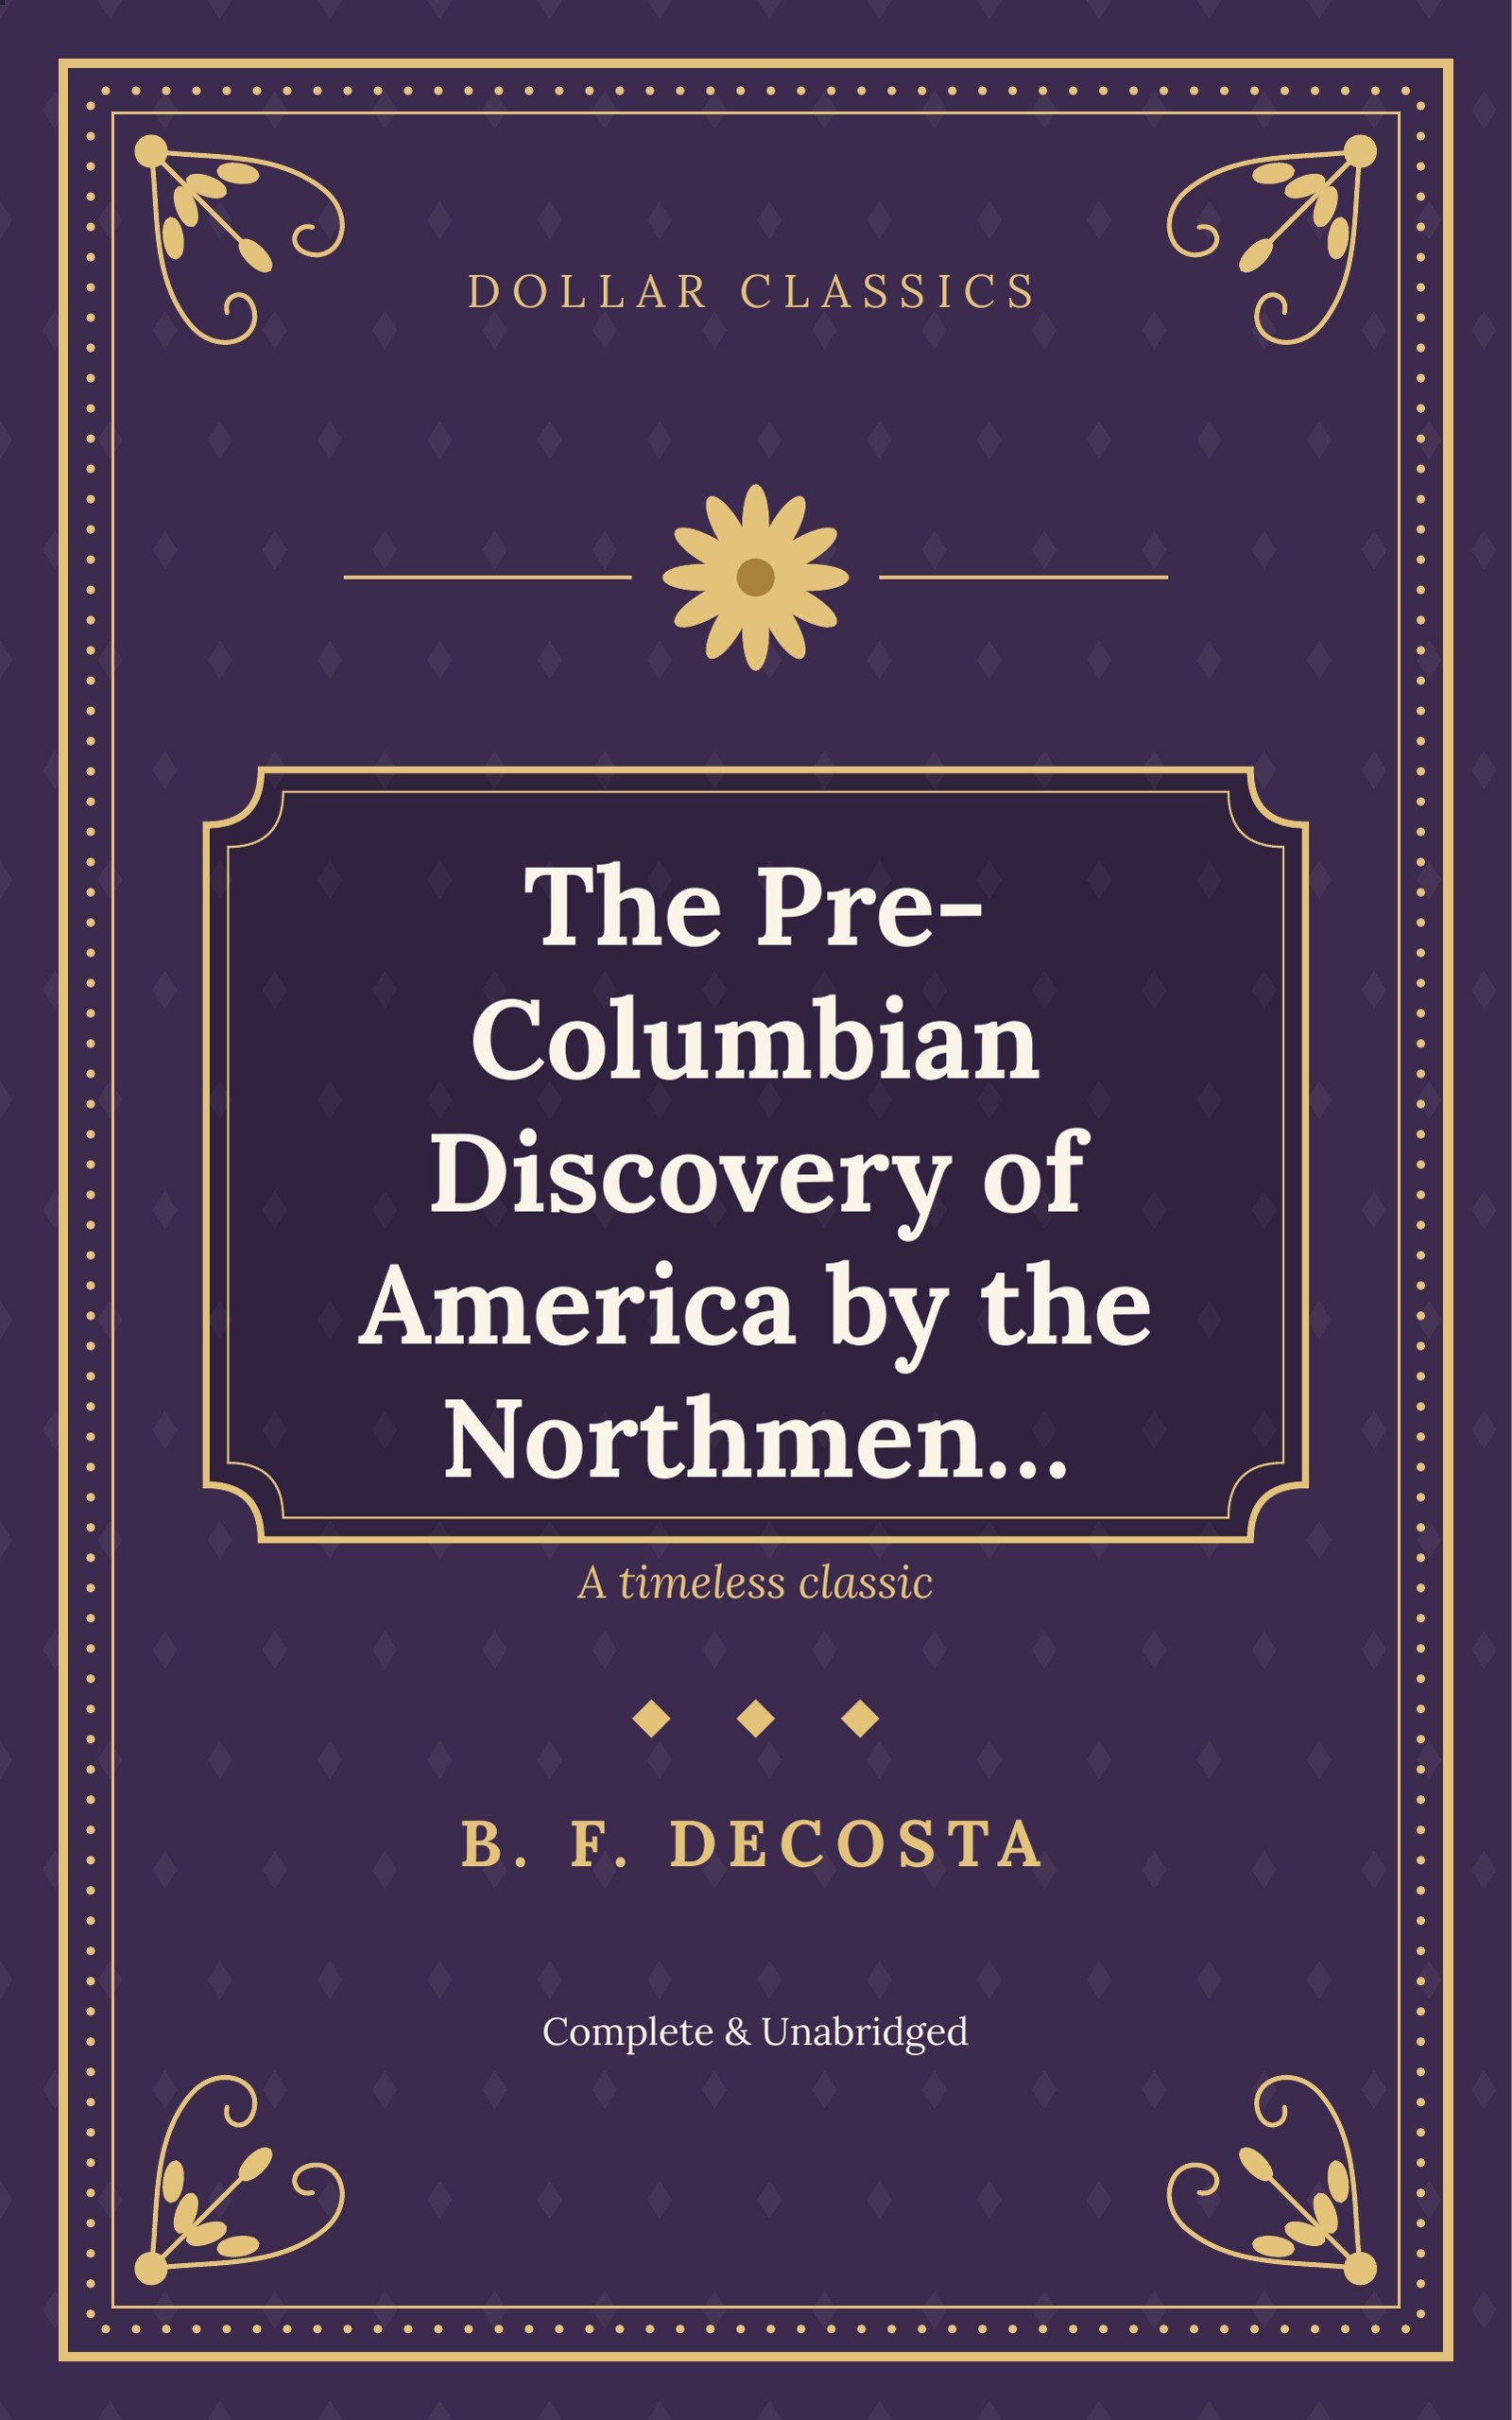 DOLLAR CLASSICS
The Pre-
Columbian
Discovery of
America by the
Northmen...
A timeless classic
B. F. DECOSTA
Complete & Unabridged